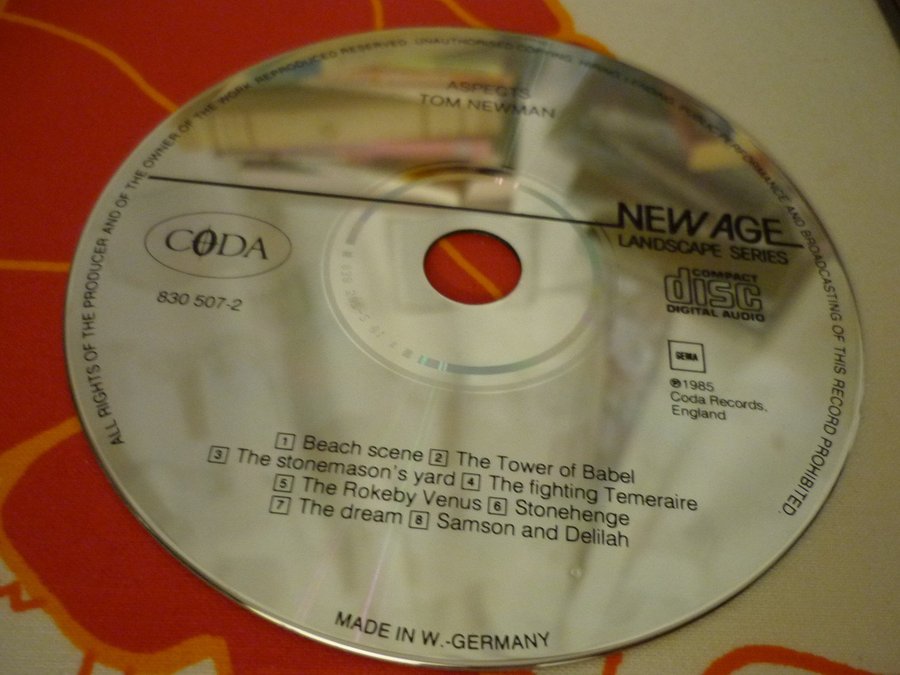 ALL RIGHTS OF THE PRODUCER AND OF THE OWNER OF THE WORK REPRODUCED RESERVED. UNAUTHORISED COPYING, HIRING, LENDING, PUBLIC PERFORMANCE AND BROADCASTING OF THIS RECORD PROHIBITED.
ASPECTS
TOM NEWMAN
NEW AGE
LANDSCAPE SERIES
CODA
830 507-2
COMPACT
disc
DIGITAL AUDIO
GEMA
℗1985
Coda Records,
England
1 Beach scene 2 The Tower of Babel
3 The stonemason's yard 4 The fighting Temeraire
5 The Rokeby Venus 6 Stonehenge
7 The dream 8 Samson and Delilah
MADE IN W.-GERMANY